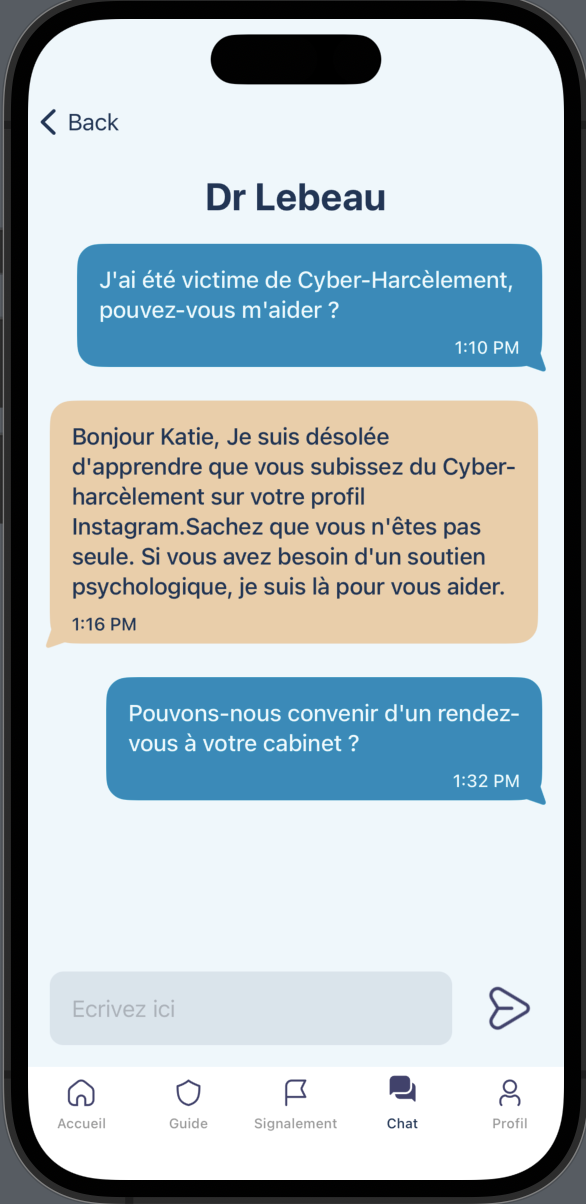 Back
Dr Lebeau
J'ai été victime de Cyber-Harcèlement,
pouvez-vous m'aider ?
1:10 PM
Bonjour Katie, Je suis désolée
d'apprendre que vous subissez du Cyber-
harcèlement sur votre profil
Instagram.Sachez que vous n'êtes pas
seule. Si vous avez besoin d'un soutien
psychologique, je suis là pour vous aider.
1:16 PM
Pouvons-nous convenir d'un rendez-
vous à votre cabinet ?
1:32 PM
Ecrivez ici
Accueil Guide Signalement Chat Profil